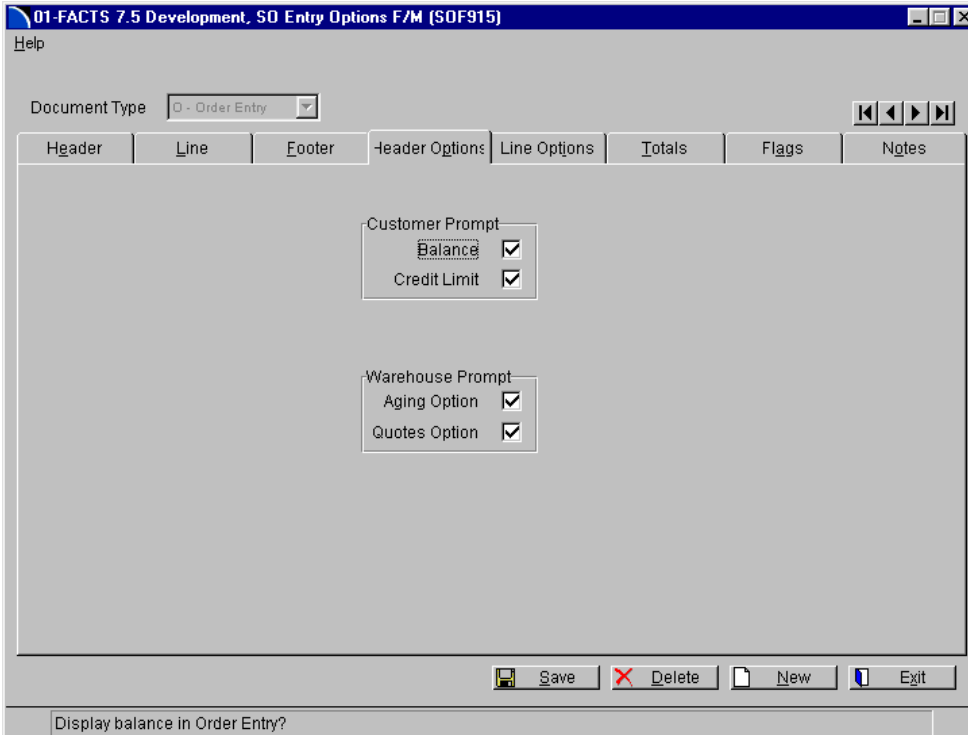 01-FACTS 7.5 Development, SO Entry Options F/M (SOF915)
Help
Document Type O - Order Entry
Header Line Footer Header Options Line Options Totals Flags Notes
Customer Prompt
Balance
Credit Limit
Warehouse Prompt
Aging Option
Quotes Option
Save Delete New Exit
Display balance in Order Entry?